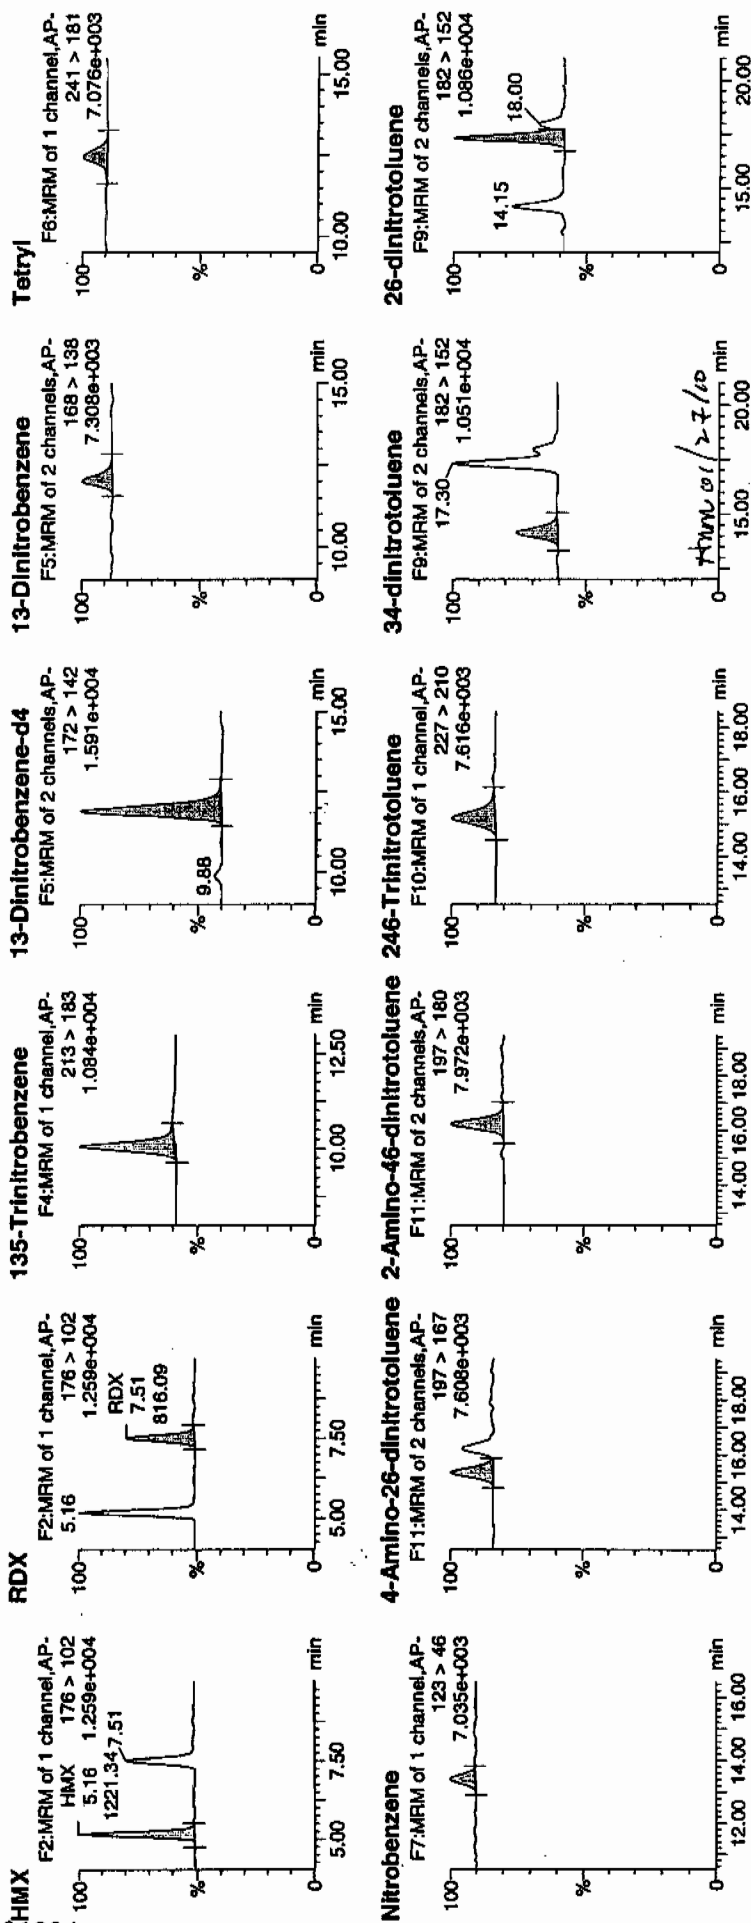 HMX
F2:MRM of 1 channel,AP-
176 > 102
1.259e+004
HMX
5.16
1221.34
7.51
100
%
0
5.00 7.50 min
RDX
F2:MRM of 1 channel,AP-
176 > 102
1.259e+004
5.16
RDX
7.51
816.09
100
%
0
5.00 7.50 min
135-Trinitrobenzene
F4:MRM of 1 channel,AP-
213 > 183
1.084e+004
100
%
0
10.00 12.50 min
13-Dinitrobenzene-d4
F5:MRM of 2 channels,AP-
172 > 142
1.591e+004
9.88
100
%
0
10.00 15.00 min
13-Dinitrobenzene
F5:MRM of 2 channels,AP-
168 > 138
7.308e+003
100
%
0
10.00 15.00 min
Tetryl
F6:MRM of 1 channel,AP-
241 > 181
7.076e+003
100
%
0
10.00 15.00 min
Nitrobenzene
F7:MRM of 1 channel,AP-
123 > 46
7.035e+003
100
%
0
12.00 14.00 16.00 min
4-Amino-26-dinitrotoluene
F11:MRM of 2 channels,AP-
197 > 167
7.608e+003
100
%
0
14.00 16.00 18.00 min
2-Amino-46-dinitrotoluene
F11:MRM of 2 channels,AP-
197 > 180
7.972e+003
100
%
0
14.00 16.00 18.00 min
246-Trinitrotoluene
F10:MRM of 1 channel,AP-
227 > 210
7.616e+003
100
%
0
14.00 16.00 18.00 min
34-dinitrotoluene
F9:MRM of 2 channels,AP-
182 > 152
1.051e+004
17.30
100
%
0
15.00 20.00 min
01/27/10
26-dinitrotoluene
F9:MRM of 2 channels,AP-
182 > 152
1.086e+004
14.15
18.00
100
%
0
15.00 20.00 min